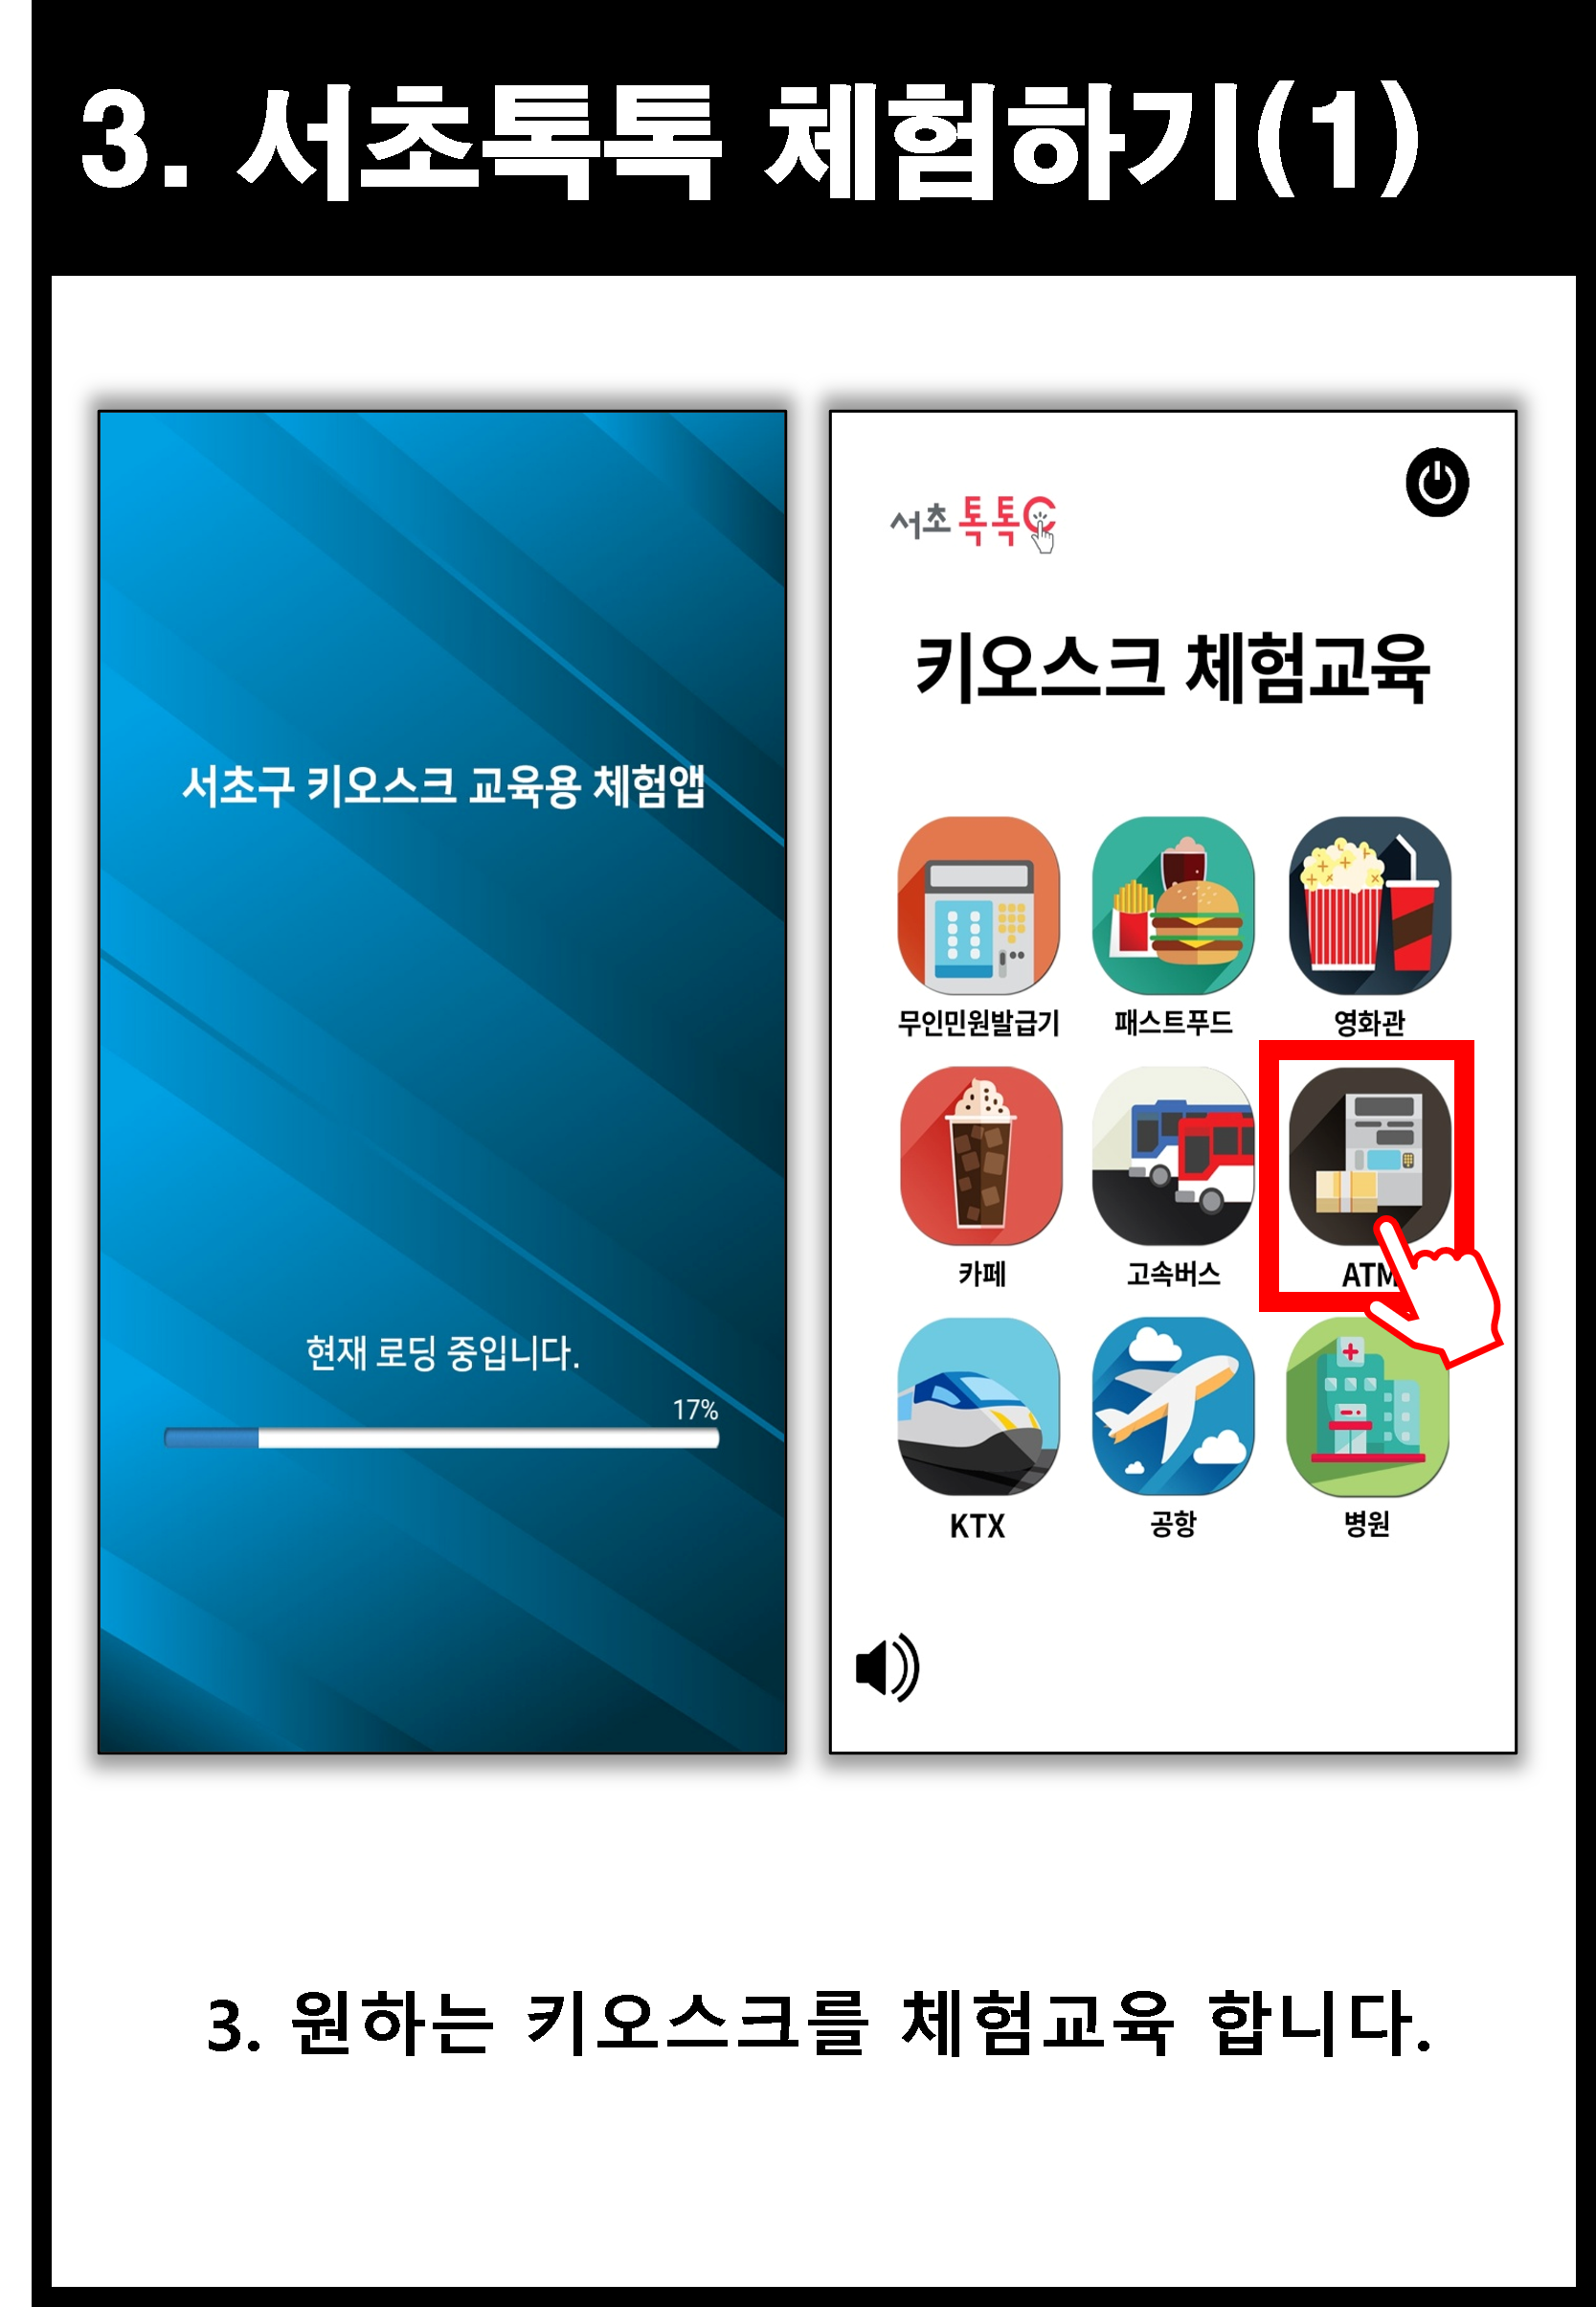 3. 서초톡톡 체험하기(1)
서초구 키오스크 교육용 체험앱
현재 로딩 중입니다.
17%
서초 톡톡
키오스크 체험교육
무인민원발급기 패스트푸드 영화관
카페 고속버스 ATM
KTX 공항 병원
3. 원하는 키오스크를 체험교육 합니다.